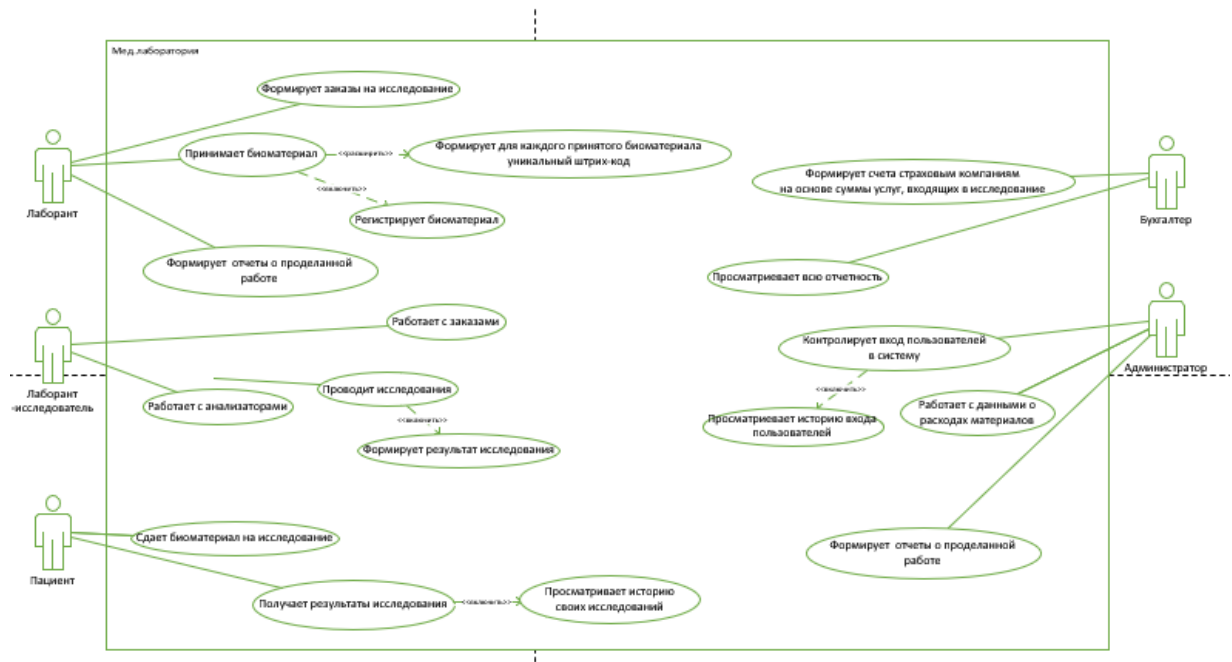 Мед.лаборатория
Формирует заказы на исследование
Принимает биоматериал
<<расширить>>
Формирует для каждого принятого биоматериала
уникальный штрих-код
<<включить>>
Регистрирует биоматериал
Формирует отчеты о проделанной
работе
Лаборант
Формирует счета страховым компаниям
на основе суммы услуг, входящих в исследование
Бухгалтер
Просматриевает всю отчетность
Работает с заказами
Лаборант
-исследователь
Работает с анализаторами
Проводит исследования
<<включить>>
Формирует результат исследования
Контролирует вход пользователей
в систему
Администратор
<<включить>>
Просматриевает историю входа
пользователей
Работает с данными о
расходах материалов
Сдает биоматериал на исследование
Пациент
Получает результаты исследования
<<включить>>
Просматривает историю
своих исследований
Формирует отчеты о проделанной
работе